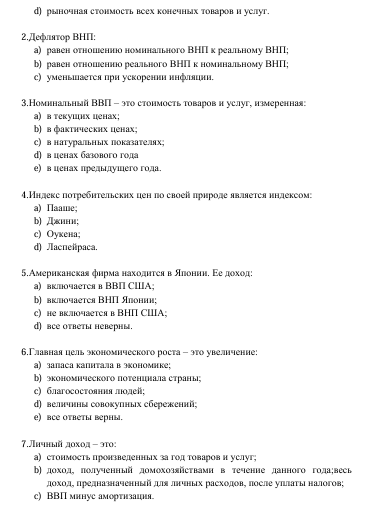 d) рыночная стоимость всех конечных товаров и услуг.
2.Дефлятор ВНП:
a) равен отношению номинального ВНП к реальному ВНП;
b) равен отношению реального ВНП к номинальному ВНП;
c) уменьшается при ускорении инфляции.
3.Номинальный ВВП – это стоимость товаров и услуг, измеренная:
a) в текущих ценах;
b) в фактических ценах;
c) в натуральных показателях;
d) в ценах базового года
e) в ценах предыдущего года.
4.Индекс потребительских цен по своей природе является индексом:
a) Пааше;
b) Джини;
c) Оукена;
d) Ласпейраса.
5.Американская фирма находится в Японии. Ее доход:
a) включается в ВВП США;
b) включается ВНП Японии;
c) не включается в ВНП США;
d) все ответы неверны.
6.Главная цель экономического роста – это увеличение:
a) запаса капитала в экономике;
b) экономического потенциала страны;
c) благосостояния людей;
d) величины совокупных сбережений;
e) все ответы верны.
7.Личный доход – это:
a) стоимость произведенных за год товаров и услуг;
b) доход, полученный домохозяйствами в течение данного года;весь
доход, предназначенный для личных расходов, после уплаты налогов;
c) ВВП минус амортизация.